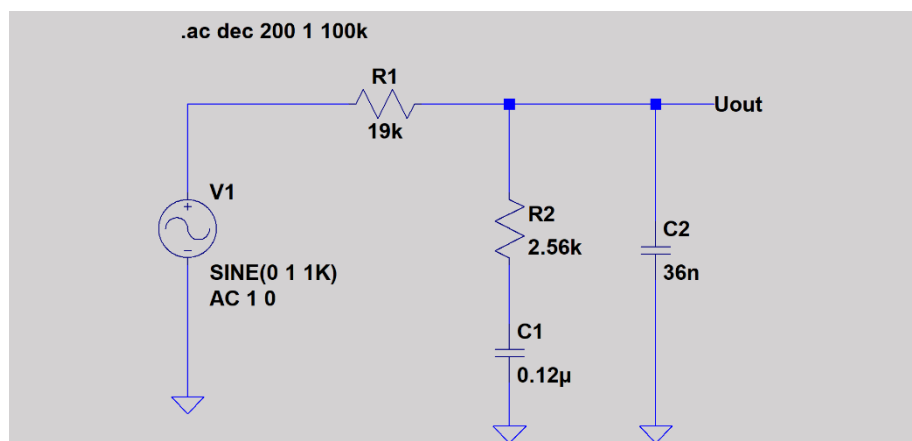 .ac dec 200 1 100k
R1
19k
Uout
V1
SINE(0 1 1K)
AC 1 0
R2
2.56k
C1
0.12µ
C2
36n